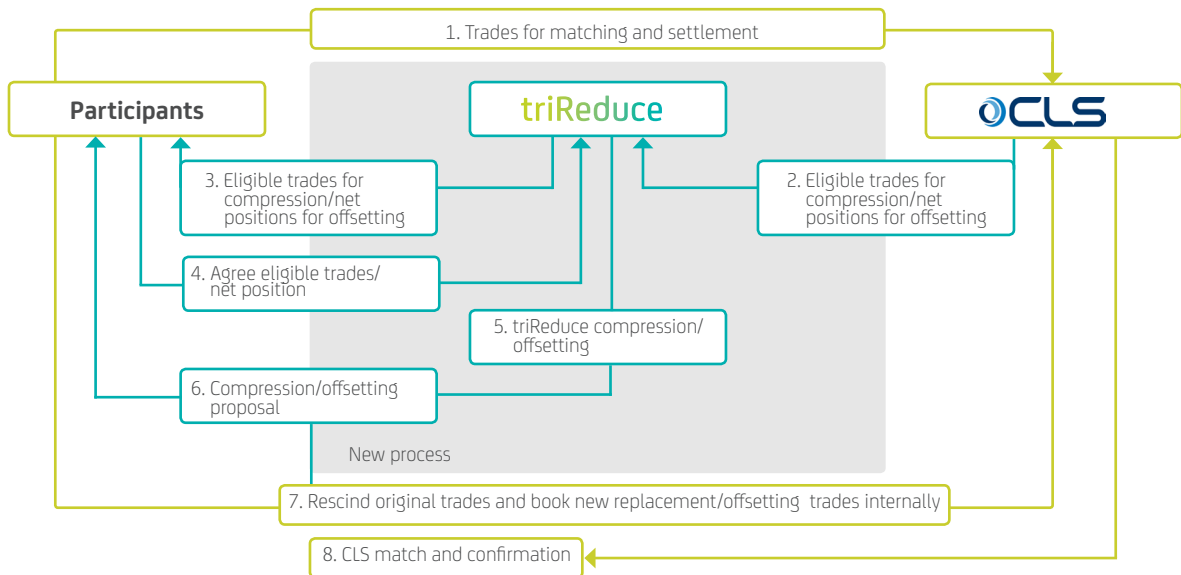 1. Trades for matching and settlement
Participants
triReduce
CLS
3. Eligible trades for
compression/net
positions for offsetting
2. Eligible trades for
compression/net
positions for offsetting
4. Agree eligible trades/
net position
5. triReduce compression/
offsetting
6. Compression/offsetting
proposal
New process
7. Rescind original trades and book new replacement/offsetting trades internally
8. CLS match and confirmation